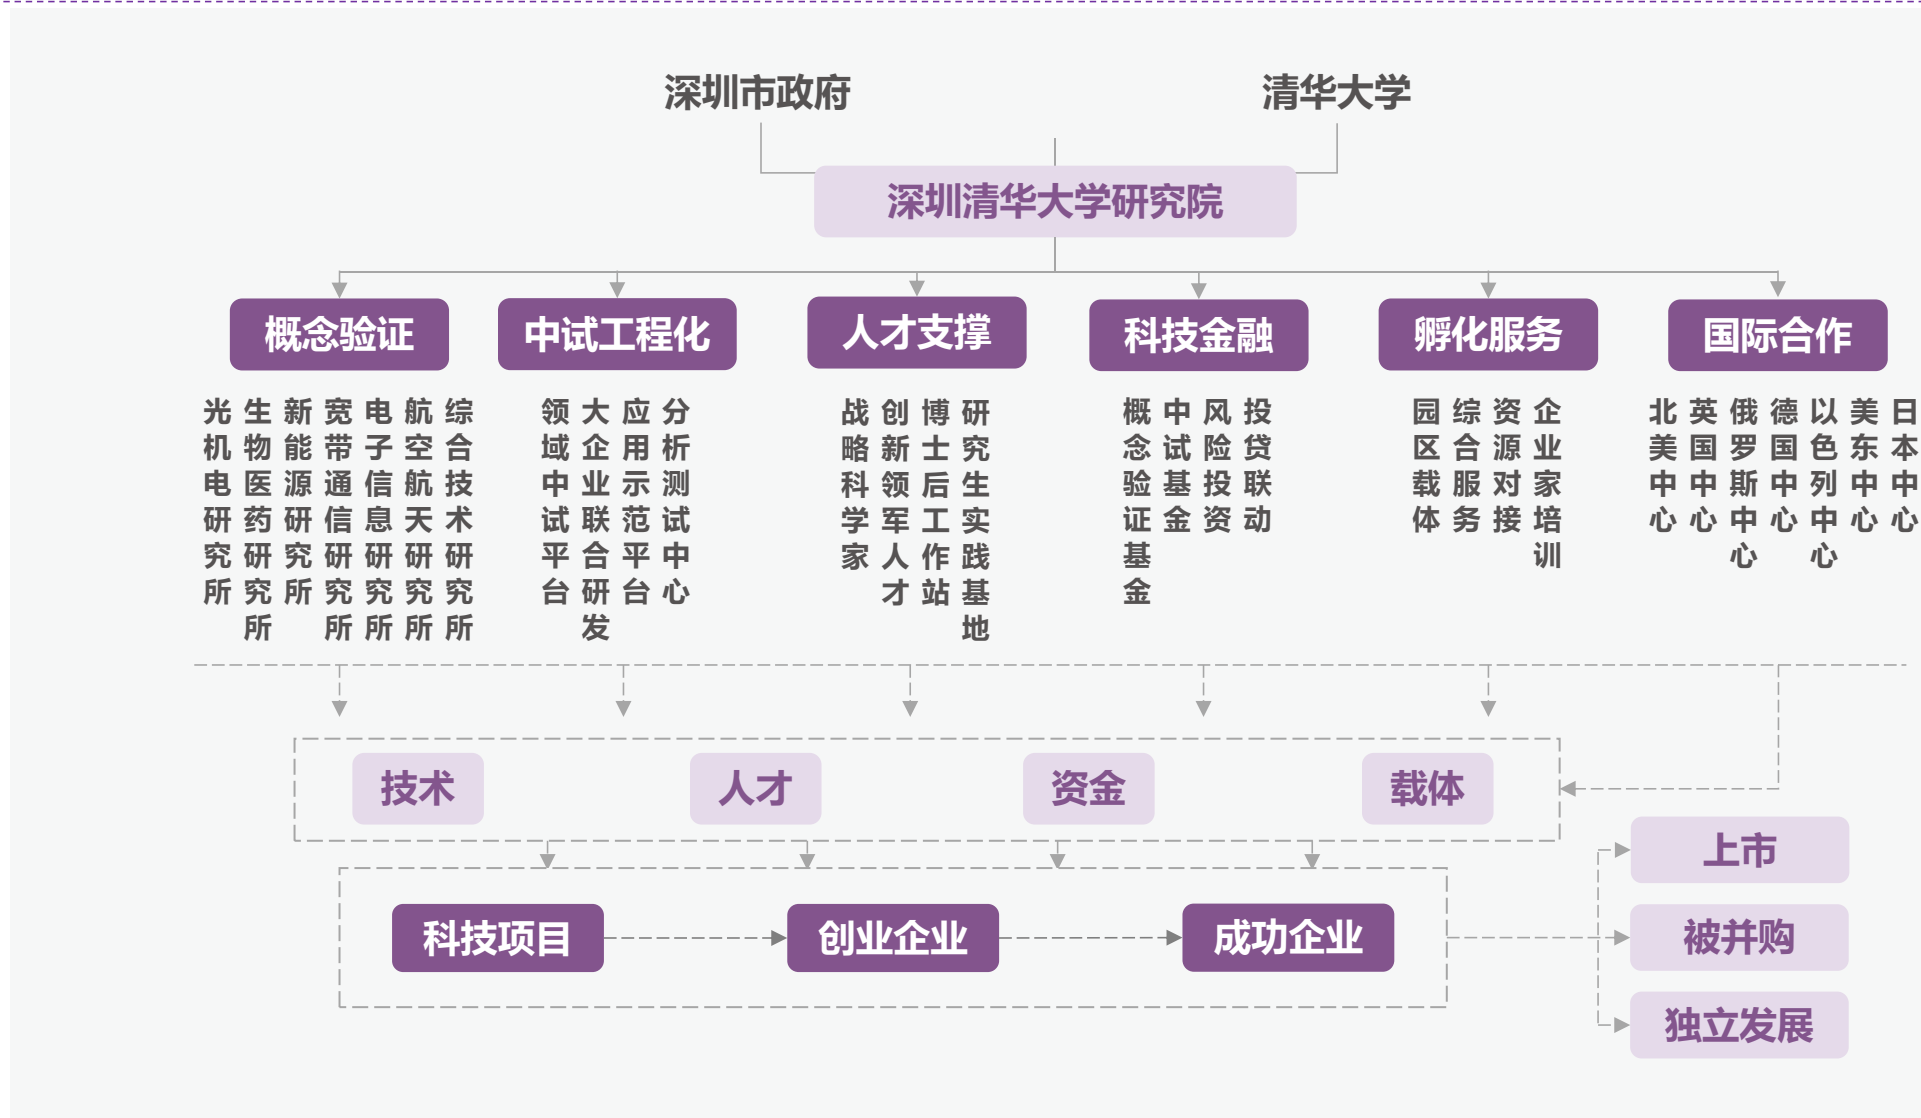 深圳市政府
清华大学
深圳清华大学研究院
概念验证
中试工程化
人才支撑
科技金融
孵化服务
国际合作
光机电研究所
生物医药研究所
新能源研究所
宽带通信研究所
电子信息研究所
航空航天研究所
综合技术研究所
领域中试平台
大企业联合研发
应用示范平台
分析测试中心
战略科学家
创新领军人才
博士后工作站
研究生实践基地
概念验证基金
中试基金
风险投资
投贷联动
园区载体
综合服务
资源对接
企业家培训
北美中心
英国中心
俄罗斯中心
德国中心
以色列中心
美东中心
日本中心
技术
人才
资金
载体
科技项目
创业企业
成功企业
上市
被并购
独立发展